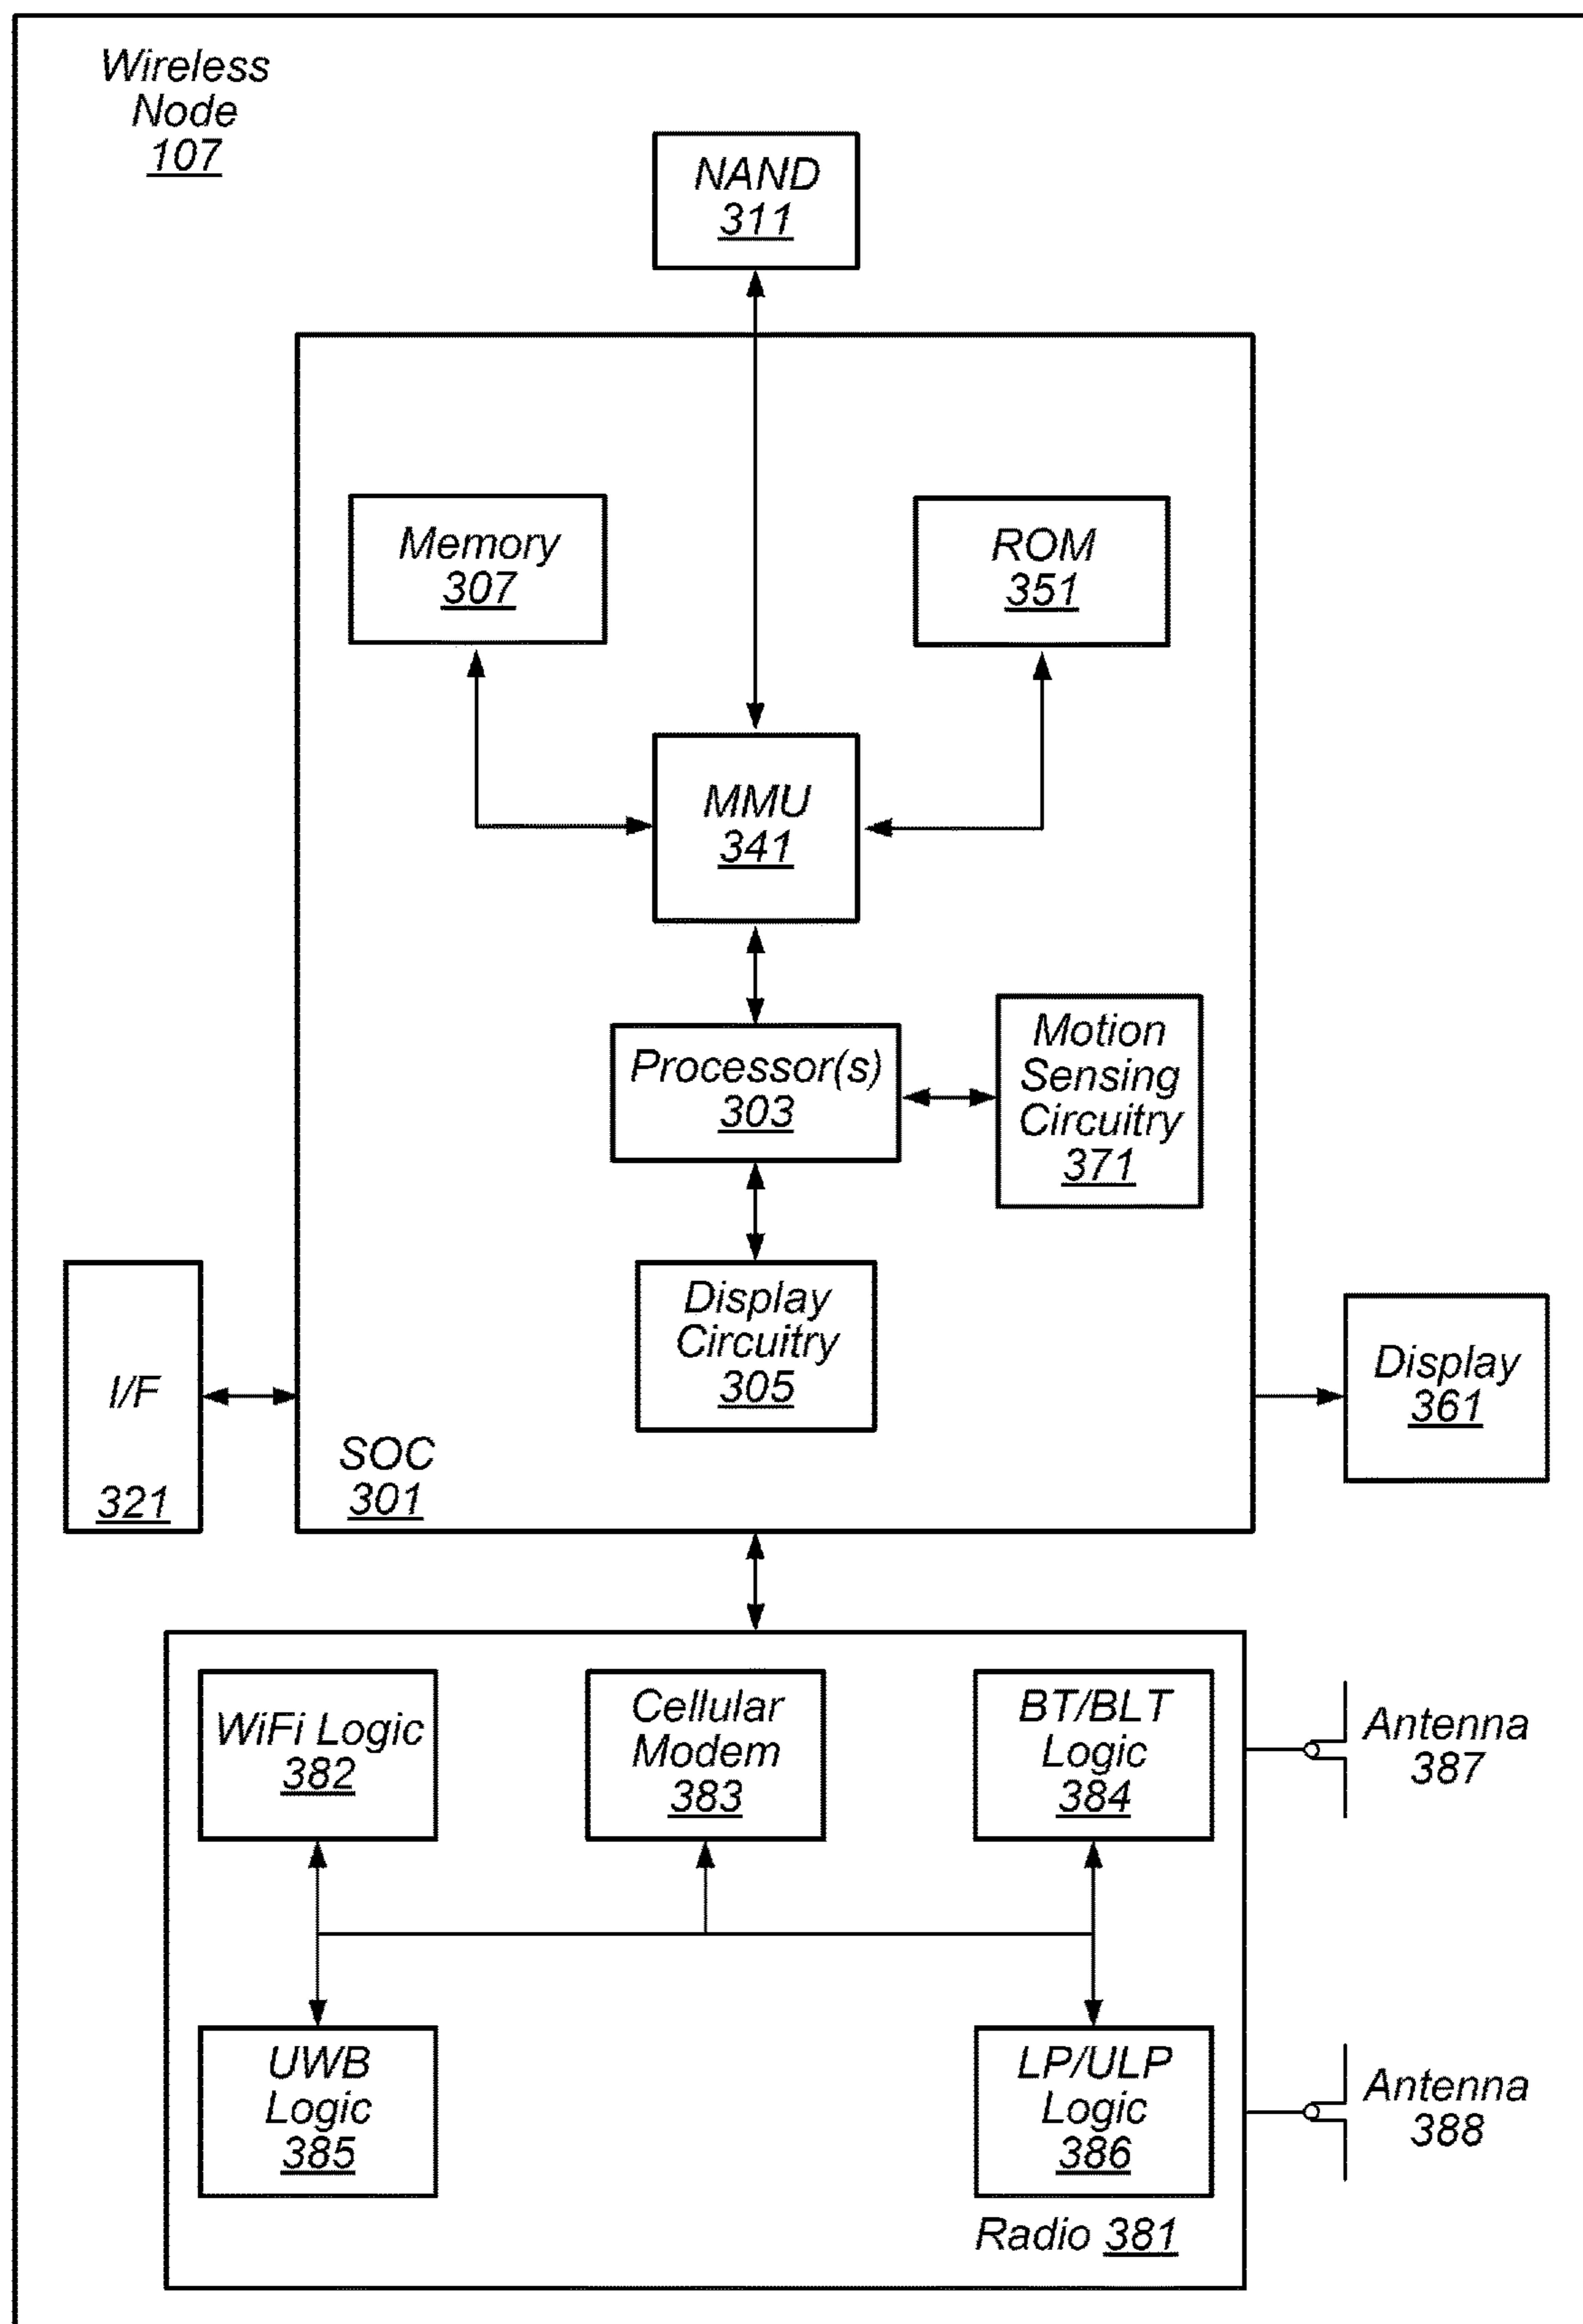 Wireless
Node
107
NAND
311
Memory
307
ROM
351
MMU
341
Processor(s)
303
Motion
Sensing
Circuitry
371
Display
Circuitry
305
I/F
321
SOC
301
Display
361
WiFi Logic
382
Cellular
Modem
383
BT/BLT
Logic
384
Antenna
387
UWB
Logic
385
LP/ULP
Logic
386
Antenna
388
Radio 381